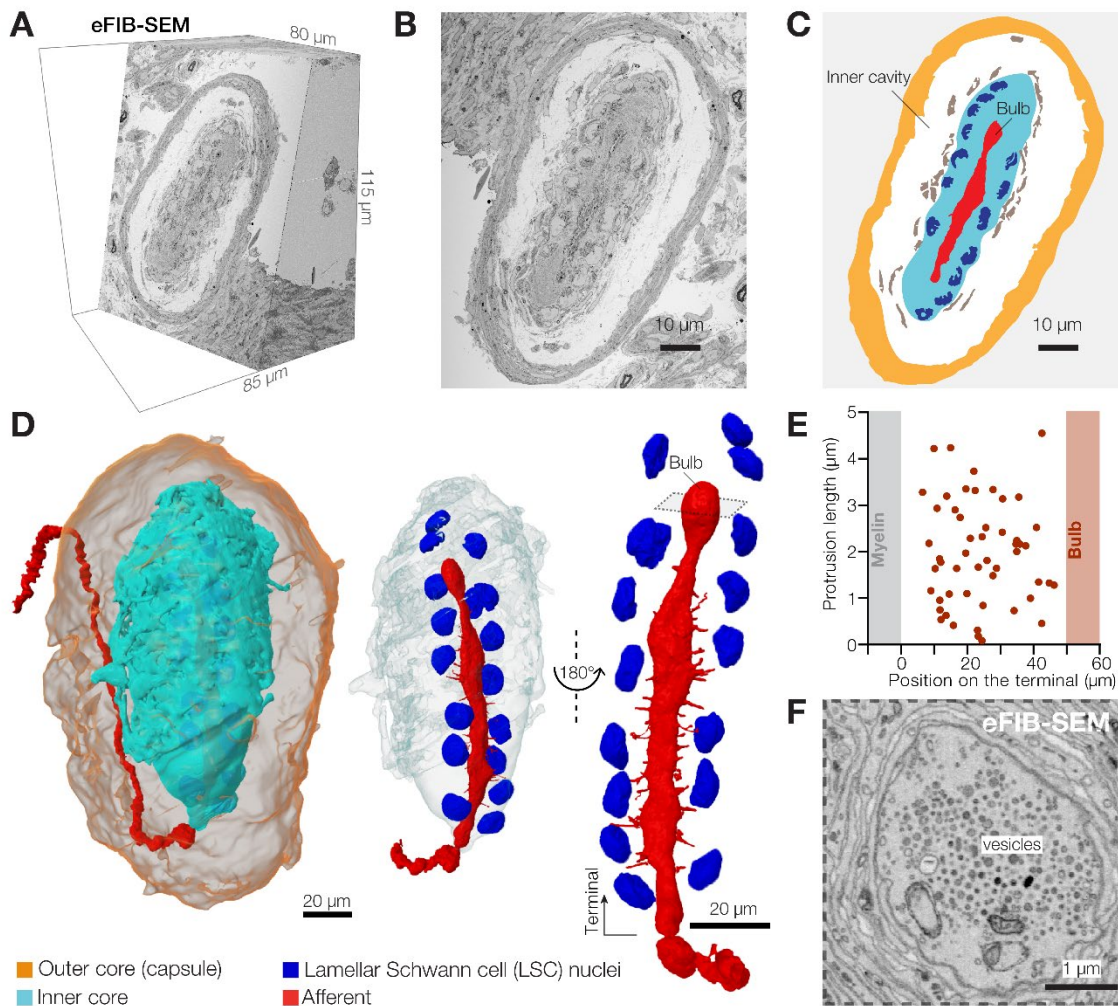 A
eFIB-SEM
80 µm
115 µm
85 µm
B
10 µm
C
Inner cavity
Bulb
10 µm
D
20 µm
Bulb
180°
Terminal
20 µm
Outer core (capsule)
Inner core
Lamellar Schwann cell (LSC) nuclei
Afferent
E
Protrusion length (µm)
5
4
3
2
1
0
Myelin
Bulb
0
20
40
60
Position on the terminal (µm)
F
eFIB-SEM
vesicles
1 µm